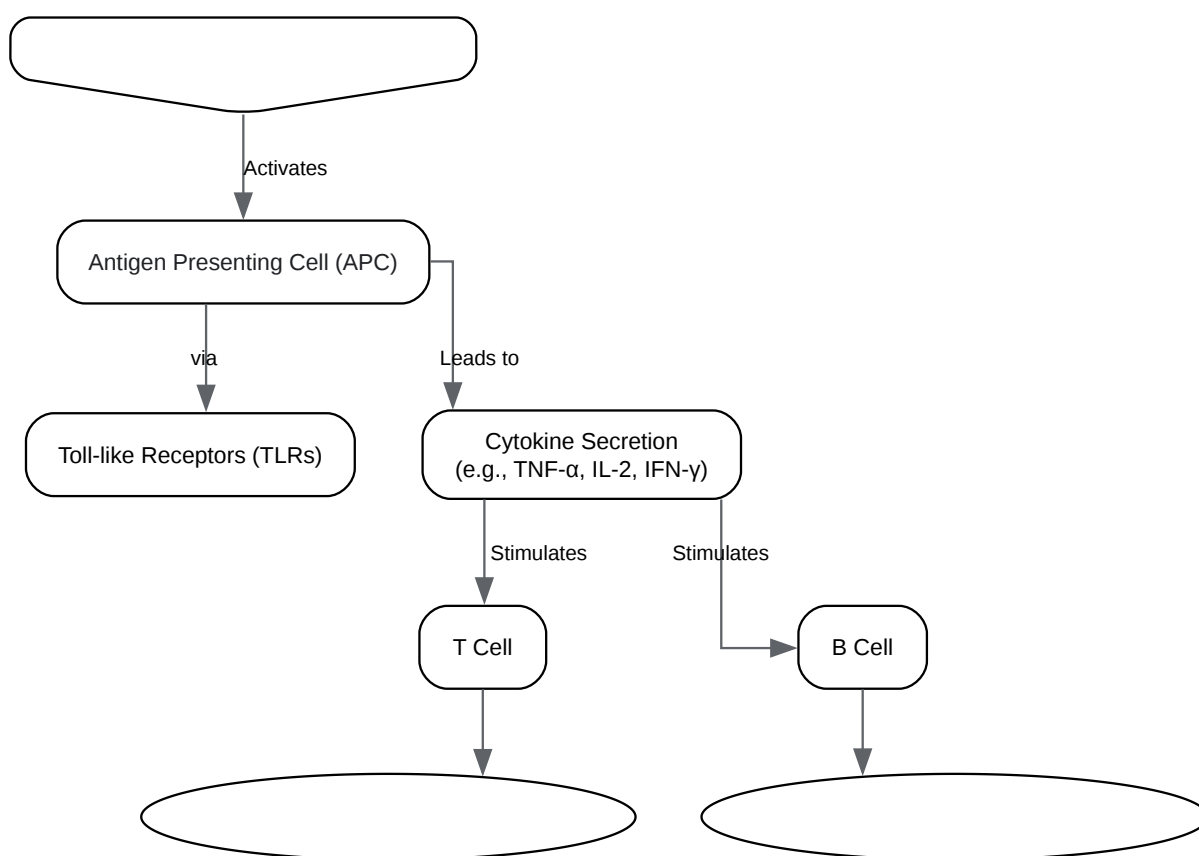 Activates
Antigen Presenting Cell (APC)
via
Leads to
Toll-like Receptors (TLRs)
Cytokine Secretion
(e.g., TNF-α, IL-2, IFN-γ)
Stimulates
Stimulates
T Cell
B Cell